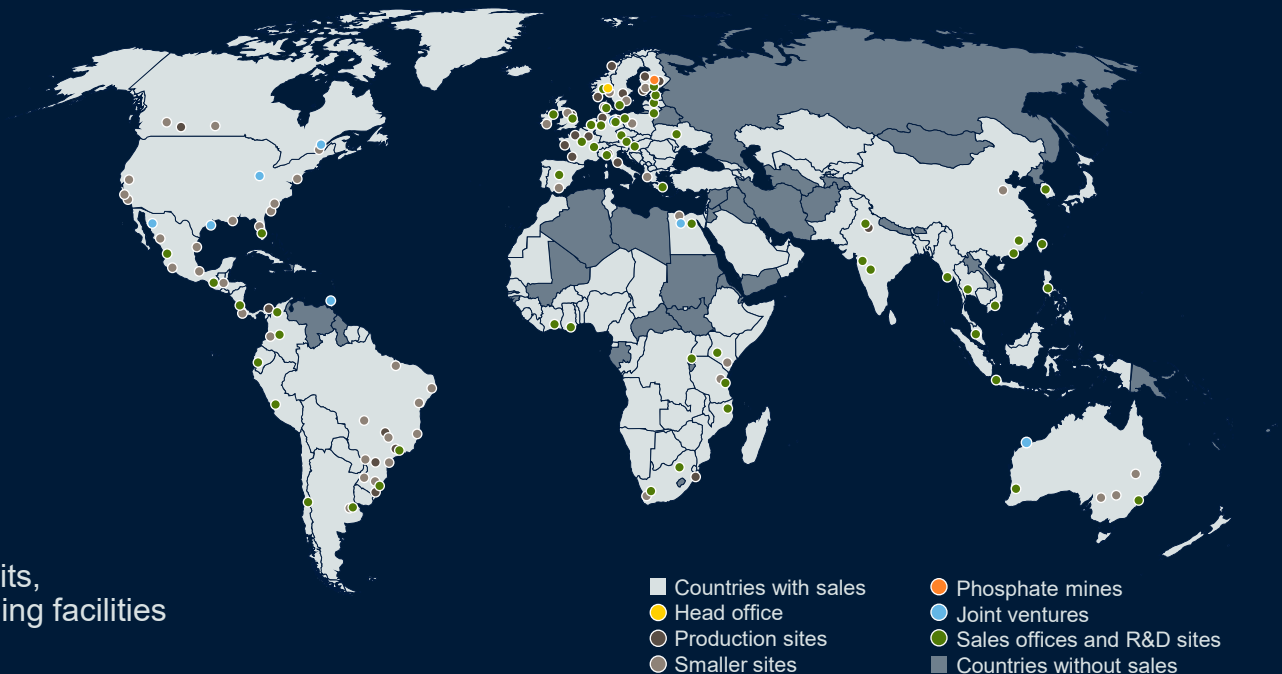 its,
ing facilities
Countries with sales
Head office
Production sites
Smaller sites
Phosphate mines
Joint ventures
Sales offices and R&D sites
Countries without sales